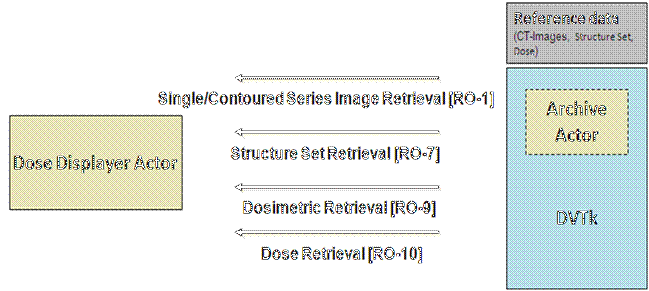 Reference data
(CT-Images, Structure Set,
Dose)
Single/Contoured Series Image Retrieval [RO-1]
Archive
Actor
Structure Set Retrieval [RO-7]
Dose Displayer Actor
Dosimetric Retrieval [RO-9]
DVTk
Dose Retrieval [RO-10]